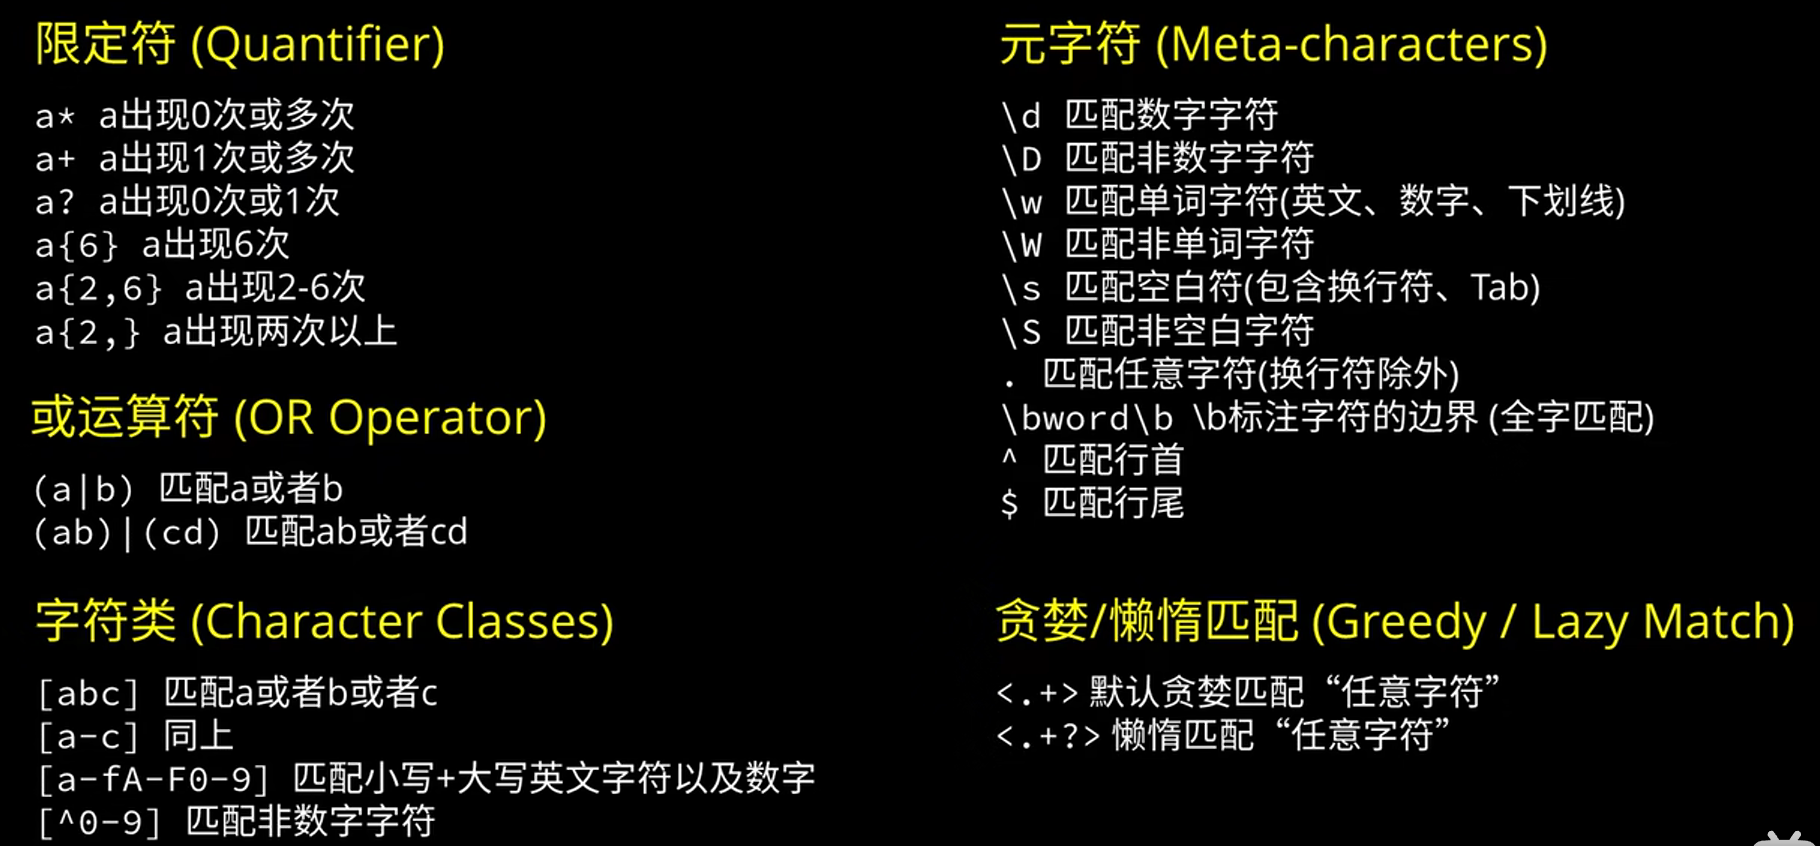 限定符 (Quantifier)
a* a出现0次或多次
a+ a出现1次或多次
a? a出现0次或1次
a{6} a出现6次
a{2,6} a出现2-6次
a{2,} a出现两次以上
或运算符 (OR Operator)
(a|b) 匹配a或者b
(ab)|(cd) 匹配ab或者cd
字符类 (Character Classes)
[abc] 匹配a或者b或者c
[a-c] 同上
[a-fA-F0-9] 匹配小写+大写英文字符以及数字
[^0-9] 匹配非数字字符
元字符 (Meta-characters)
\d 匹配数字字符
\D 匹配非数字字符
\w 匹配单词字符(英文、数字、下划线)
\W 匹配非单词字符
\s 匹配空白符(包含换行符、Tab)
\S 匹配非空白字符
. 匹配任意字符(换行符除外)
\bword\b \b标注字符的边界 (全字匹配)
^ 匹配行首
$ 匹配行尾
贪婪/懒惰匹配 (Greedy / Lazy Match)
<.+> 默认贪婪匹配“任意字符”
<.+?> 懒惰匹配“任意字符”